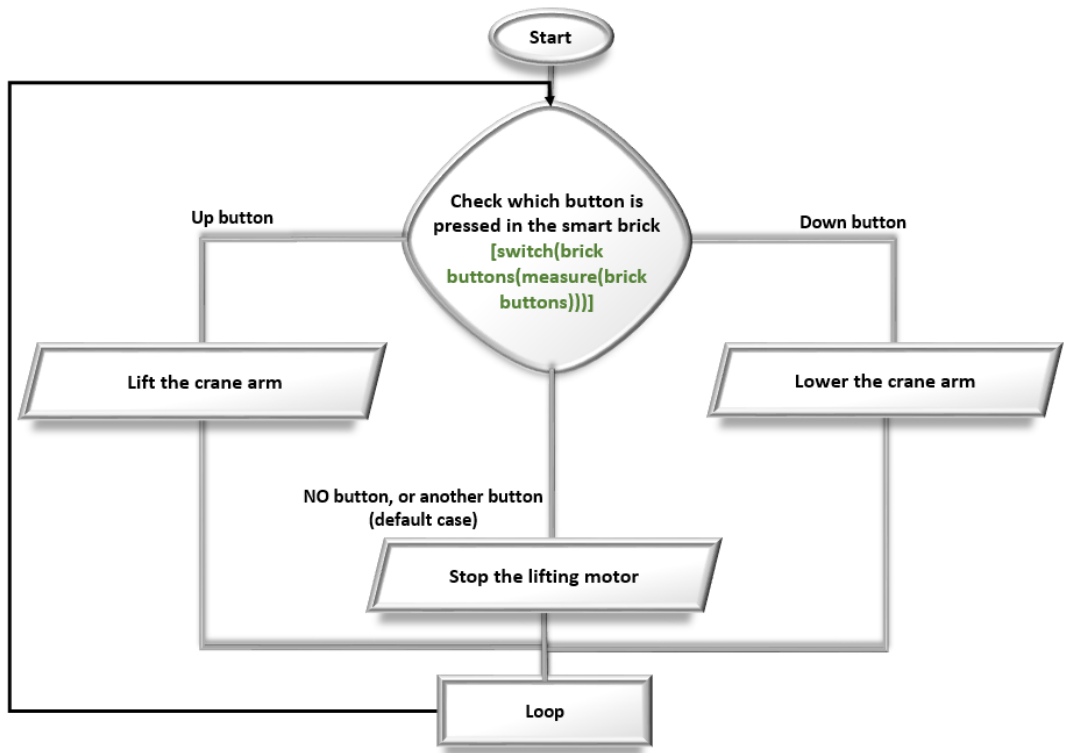 Start
Check which button is
pressed in the smart brick
[switch(brick
buttons(measure(brick
buttons)))]
Up button
Down button
Lift the crane arm
Lower the crane arm
NO button, or another button
(default case)
Stop the lifting motor
Loop